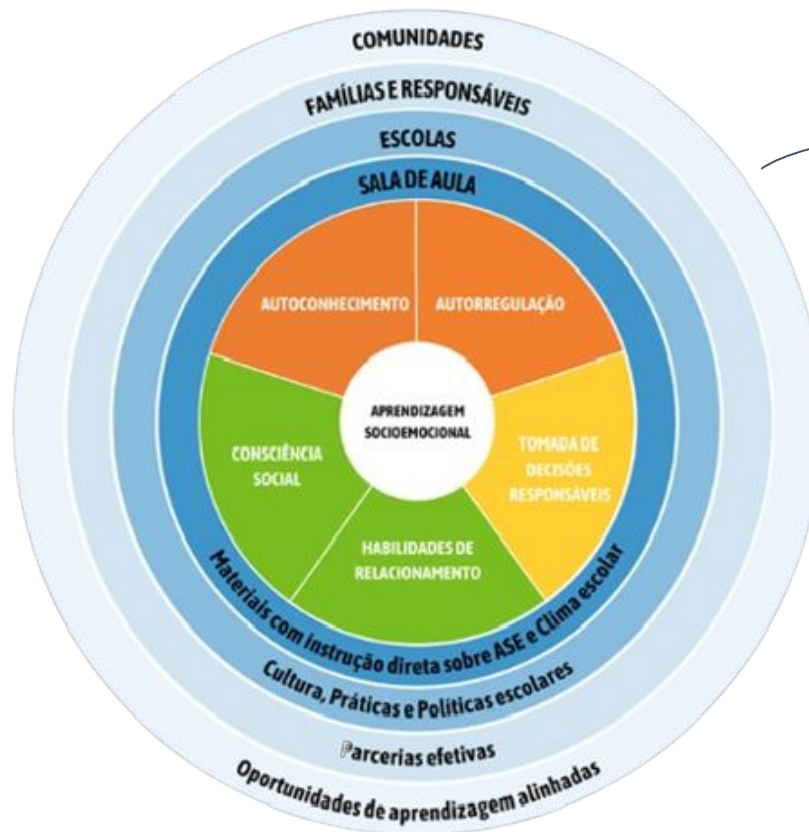 COMUNIDADES
FAMÍLIAS E RESPONSÁVEIS
ESCOLAS
SALA DE AULA
AUTOCONHECIMENTO
AUTORREGULAÇÃO
APRENDIZAGEM
SOCIOEMOCIONAL
CONSCIÊNCIA
SOCIAL
TOMADA DE
DECISÕES
RESPONSÁVEIS
HABILIDADES DE
RELACIONAMENTO
Materiais com instrução direta sobre ASE e Clima escolar
Cultura, Práticas e Políticas escolares
Parcerias efetivas
Oportunidades de aprendizagem alinhadas